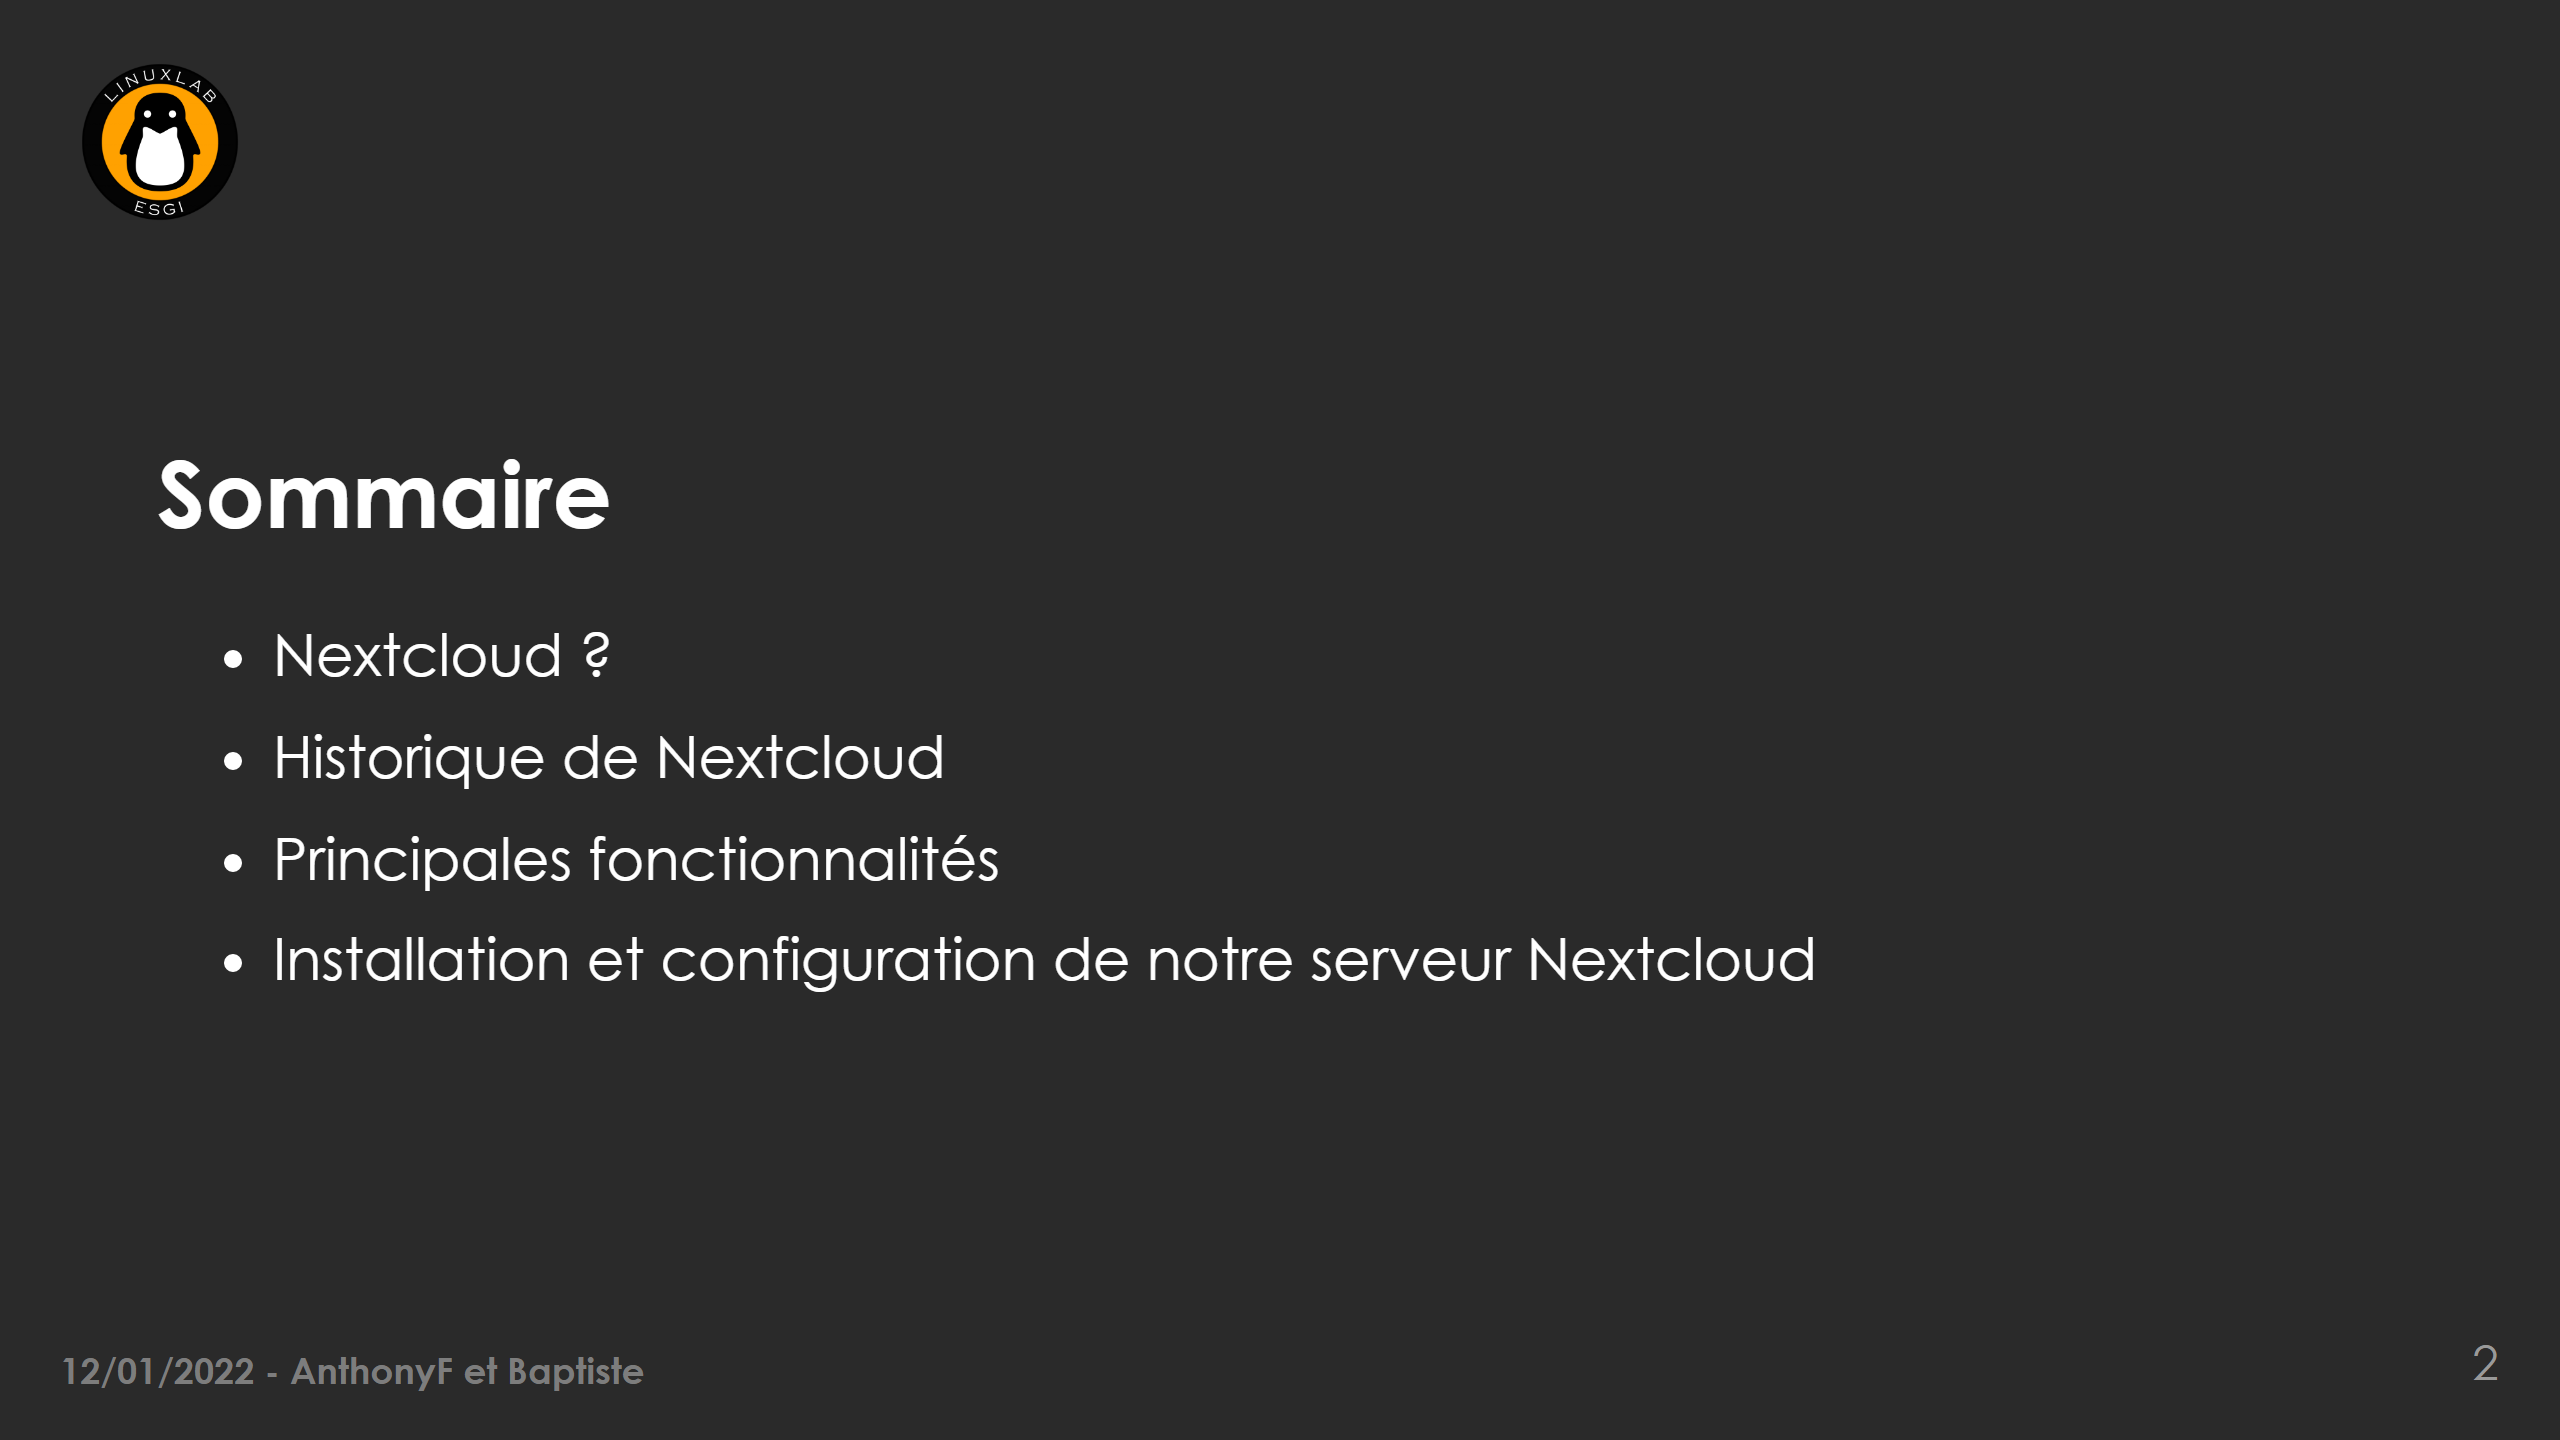 LINUXLAB
ESGI
Sommaire
• Nextcloud ?
• Historique de Nextcloud
• Principales fonctionnalités
• Installation et configuration de notre serveur Nextcloud
12/01/2022 - AnthonyF et Baptiste
2